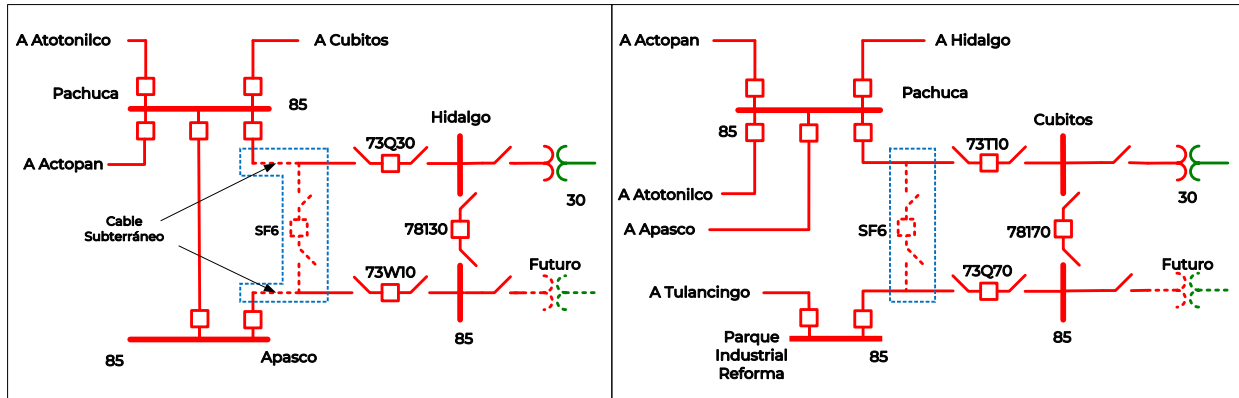 A Atotonilco
A Cubitos
Pachuca
85
Hidalgo
73Q30
A Actopan
30
Cable
Subterráneo
SF6
78130
73W10
Futuro
85
85
Apasco
A Actopan
A Hidalgo
Pachuca
85
Cubitos
73T10
A Atotonilco
30
A Apasco
SF6
78170
73Q70
Futuro
A Tulancingo
85
Parque
Industrial
Reforma
85